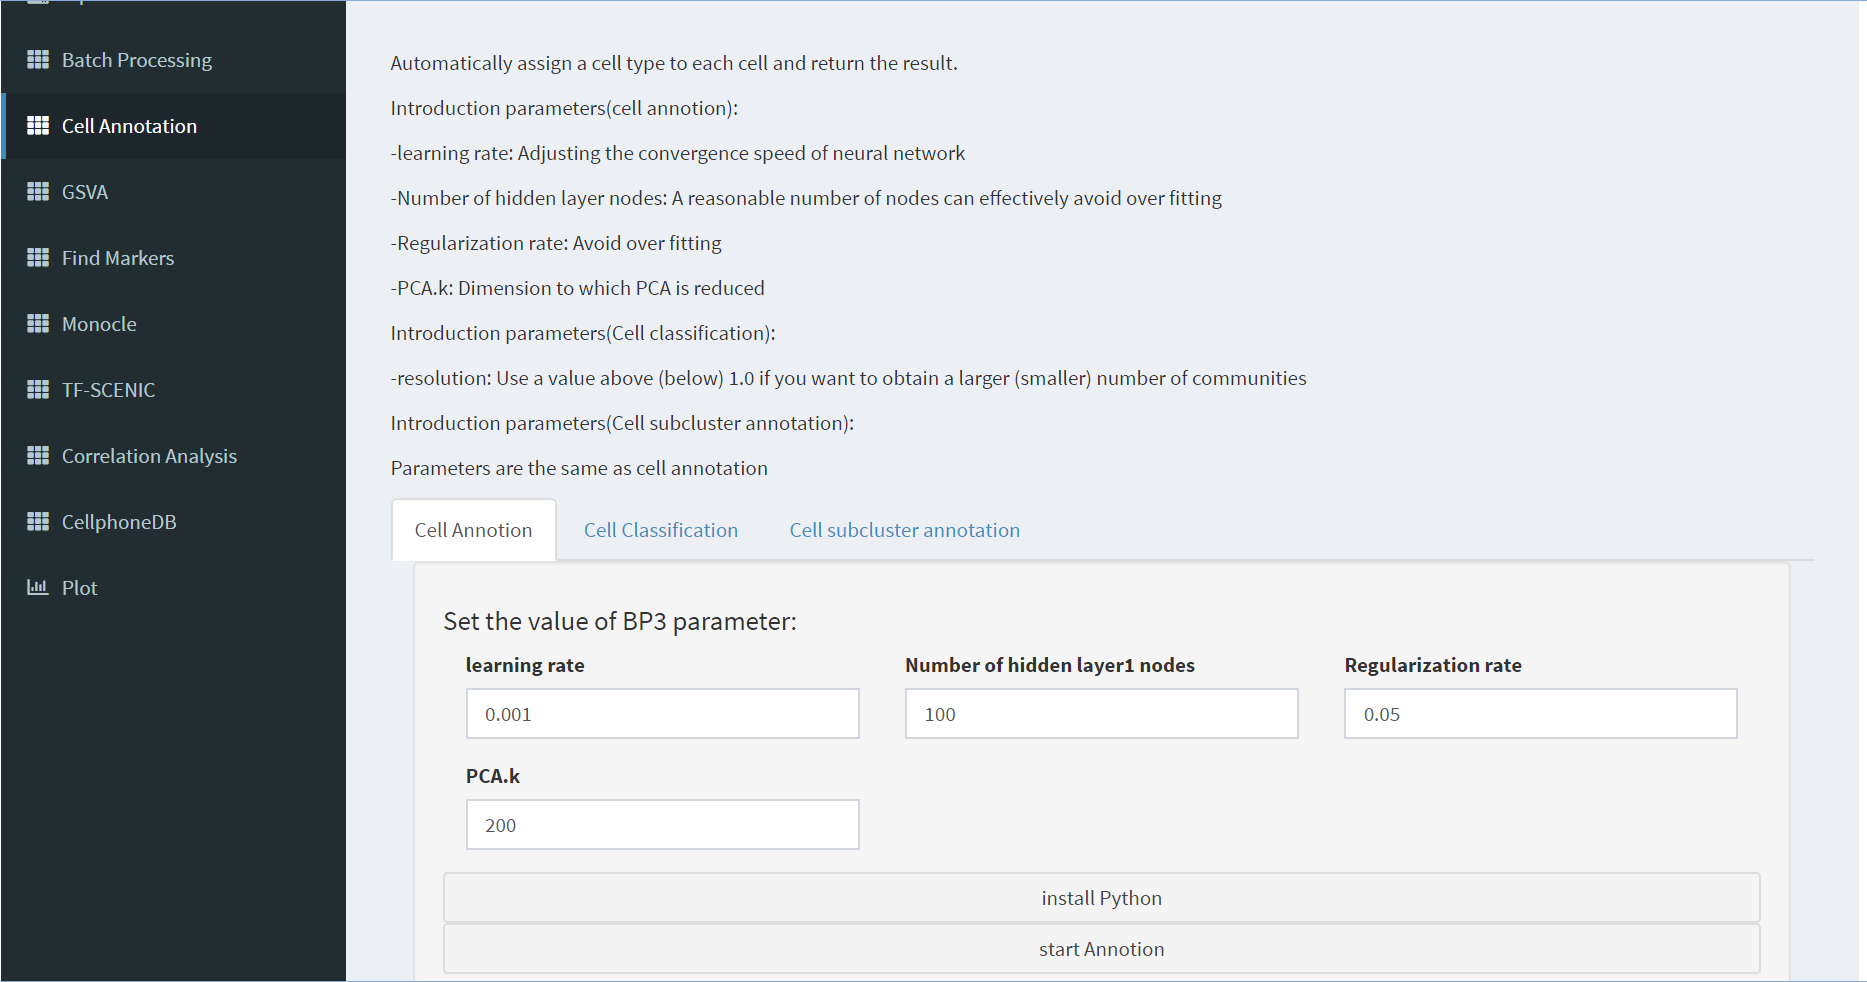 Batch Processing
Cell Annotation
GSVA
Find Markers
Monocle
TF-SCENIC
Correlation Analysis
CellphoneDB
Plot
Automatically assign a cell type to each cell and return the result.
Introduction parameters(cell annotion):
-learning rate: Adjusting the convergence speed of neural network
-Number of hidden layer nodes: A reasonable number of nodes can effectively avoid over fitting
-Regularization rate: Avoid over fitting
-PCA.k: Dimension to which PCA is reduced
Introduction parameters(Cell classification):
-resolution: Use a value above (below) 1.0 if you want to obtain a larger (smaller) number of communities
Introduction parameters(Cell subcluster annotation):
Parameters are the same as cell annotation
Cell Annotion Cell Classification Cell subcluster annotation
Set the value of BP3 parameter:
learning rate Number of hidden layer1 nodes Regularization rate
0.001 100 0.05
PCA.k
200
install Python
start Annotion